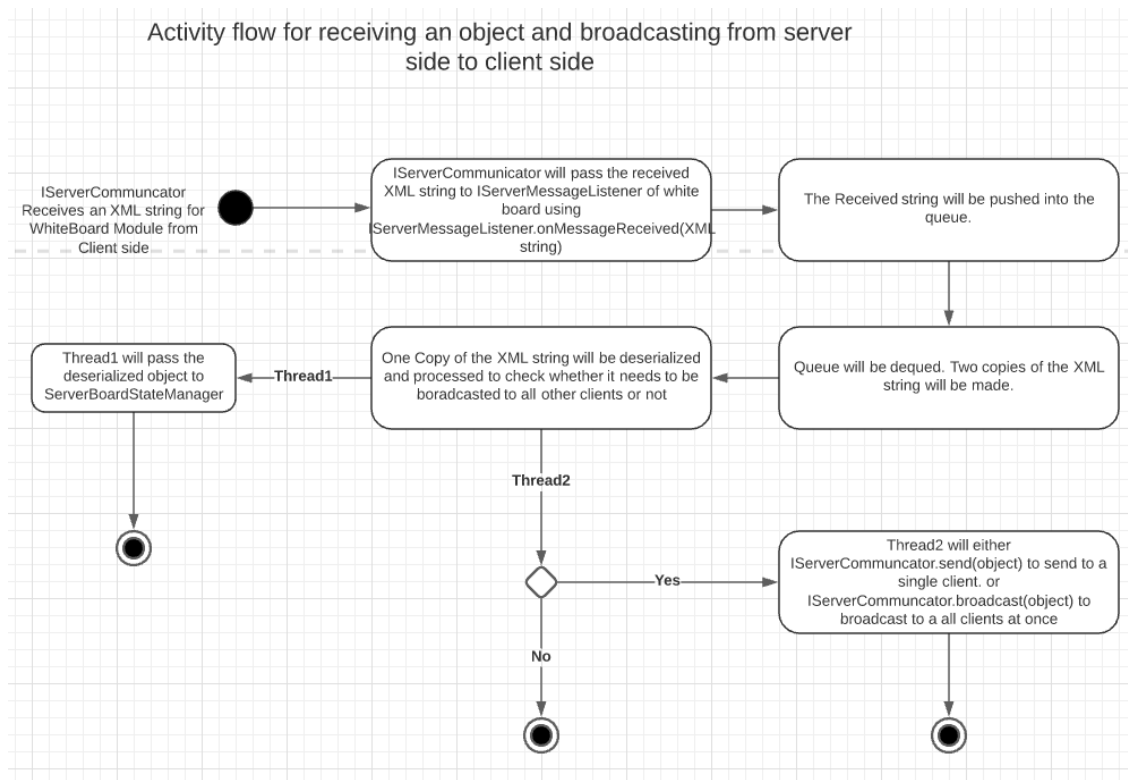 Activity flow for receiving an object and broadcasting from server
side to client side
IServerCommuncator
Receives an XML string for
WhiteBoard Module from
Client side
IServerCommunicator will pass the received
XML string to IServerMessageListener of white
board using
IServerMessageListener.onMessageReceived(XML
string)
The Received string will be pushed into the
queue.
Thread1 will pass the
deserialized object to
ServerBoardStateManager
Thread1
One Copy of the XML string will be deserialized
and processed to check whether it needs to be
boradcasted to all other clients or not
Queue will be dequed. Two copies of the XML
string will be made.
Thread2
Yes
Thread2 will either
IServerCommuncator.send(object) to send to a
single client. or
IServerCommuncator.broadcast(object) to
broadcast to a all clients at once
No